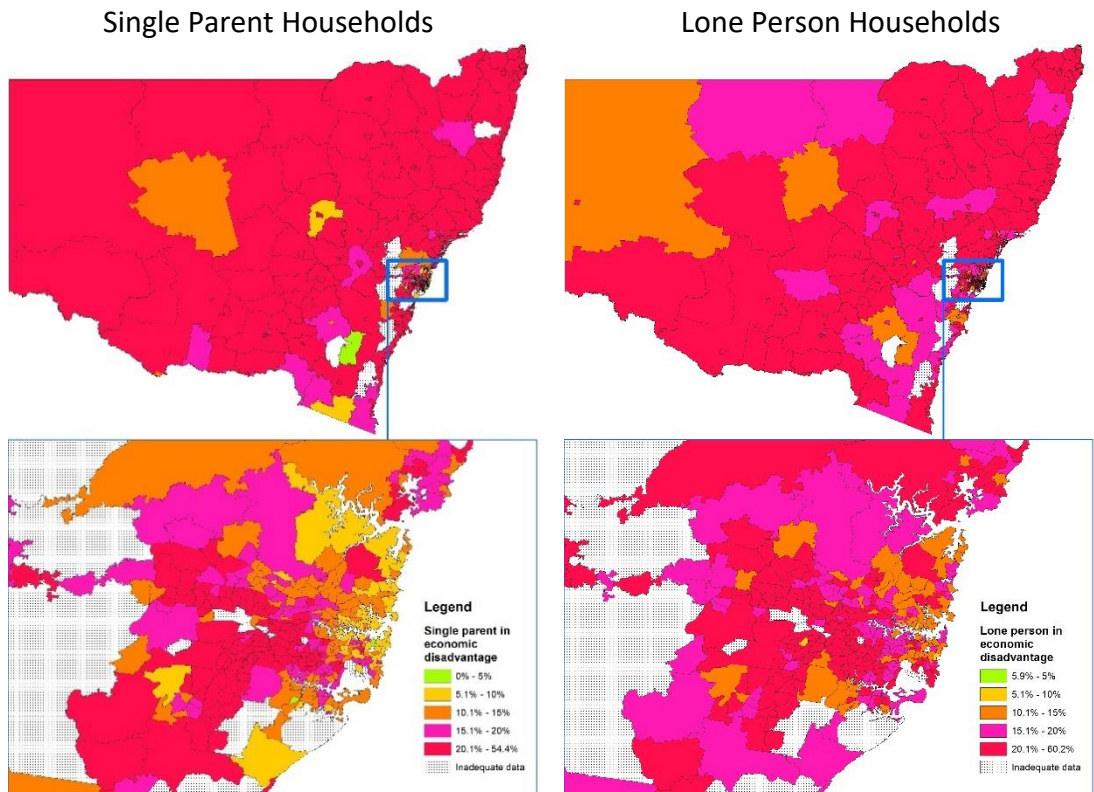 Single Parent Households
Lone Person Households
Legend
Single parent in
economic
disadvantage
0% - 5%
5.1% - 10%
10.1% - 15%
15.1% - 20%
20.1% - 54.4%
Inadequate data
Legend
Lone person in
economic
disadvantage
5.9% - 5%
5.1% - 10%
10.1% - 15%
15.1% - 20%
20.1% - 60.2%
Inadequate data